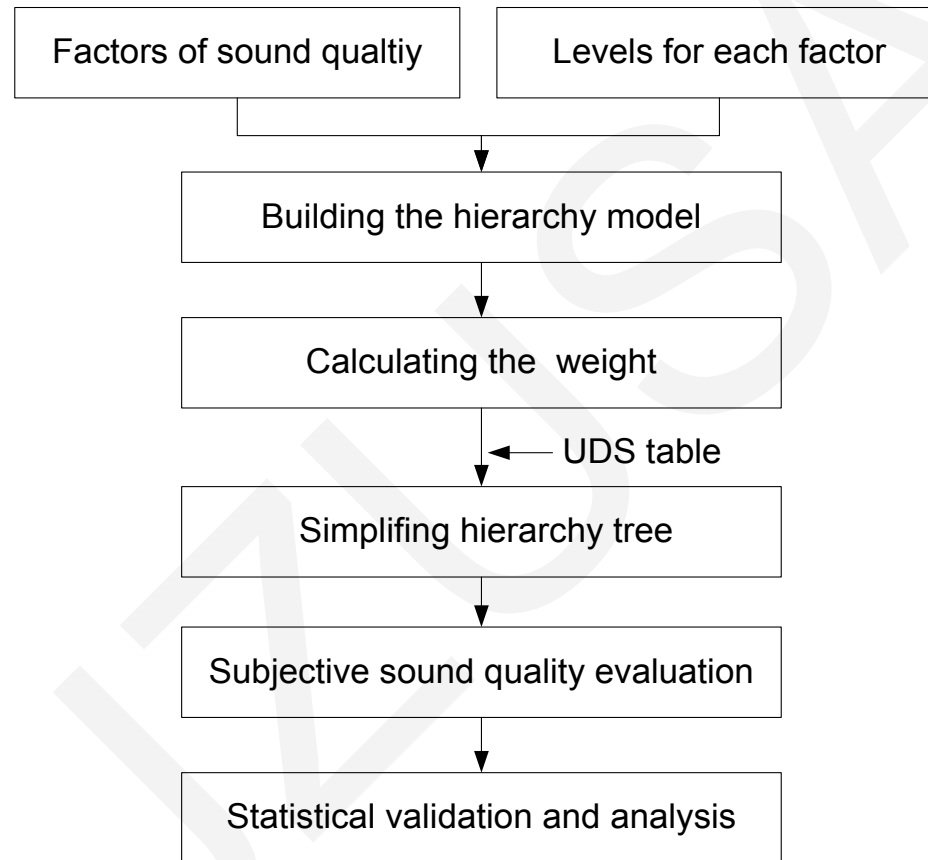 Factors of sound qualtiy
Levels for each factor
Building the hierarchy model
Calculating the weight
UDS table
Simplifing hierarchy tree
Subjective sound quality evaluation
Statistical validation and analysis